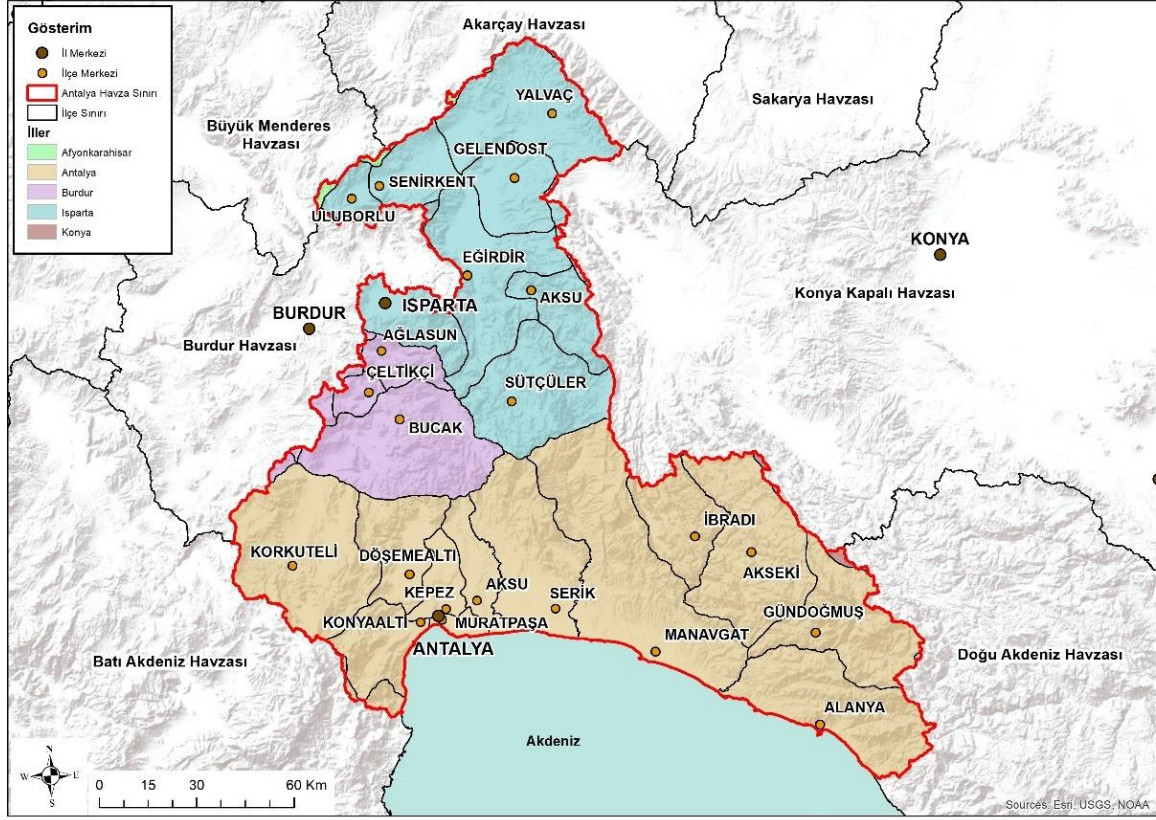 Gösterim
İl Merkezi
İlçe Merkezi
Antalya Havza Sınırı
İlçe Sınırı
İller
Afyonkarahisar
Antalya
Burdur
Isparta
Konya
Akarçay Havzası
Sakarya Havzası
Büyük Menderes
Havzası
YALVAÇ
GELENDOST
SENİRKENT
ULUBORLU
EĞİRDİR
AKSU
KONYA
Konya Kapalı Havzası
ISPARTA
BURDUR
Burdur Havzası
AĞLASUN
ÇELTİKÇİ
SÜTÇÜLER
BUCAK
İBRADI
AKSEKİ
KORKUTELİ
DÖŞEMEALTI
KEPEZ
AKSU
SERİK
GÜNDOĞMUŞ
KONYAALTI
MURATPAŞA
MANAVGAT
ANTALYA
Batı Akdeniz Havzası
Doğu Akdeniz Havzası
ALANYA
Akdeniz
N
W E
S
0 15 30 60 Km
Sources: Esri, USGS, NOAA